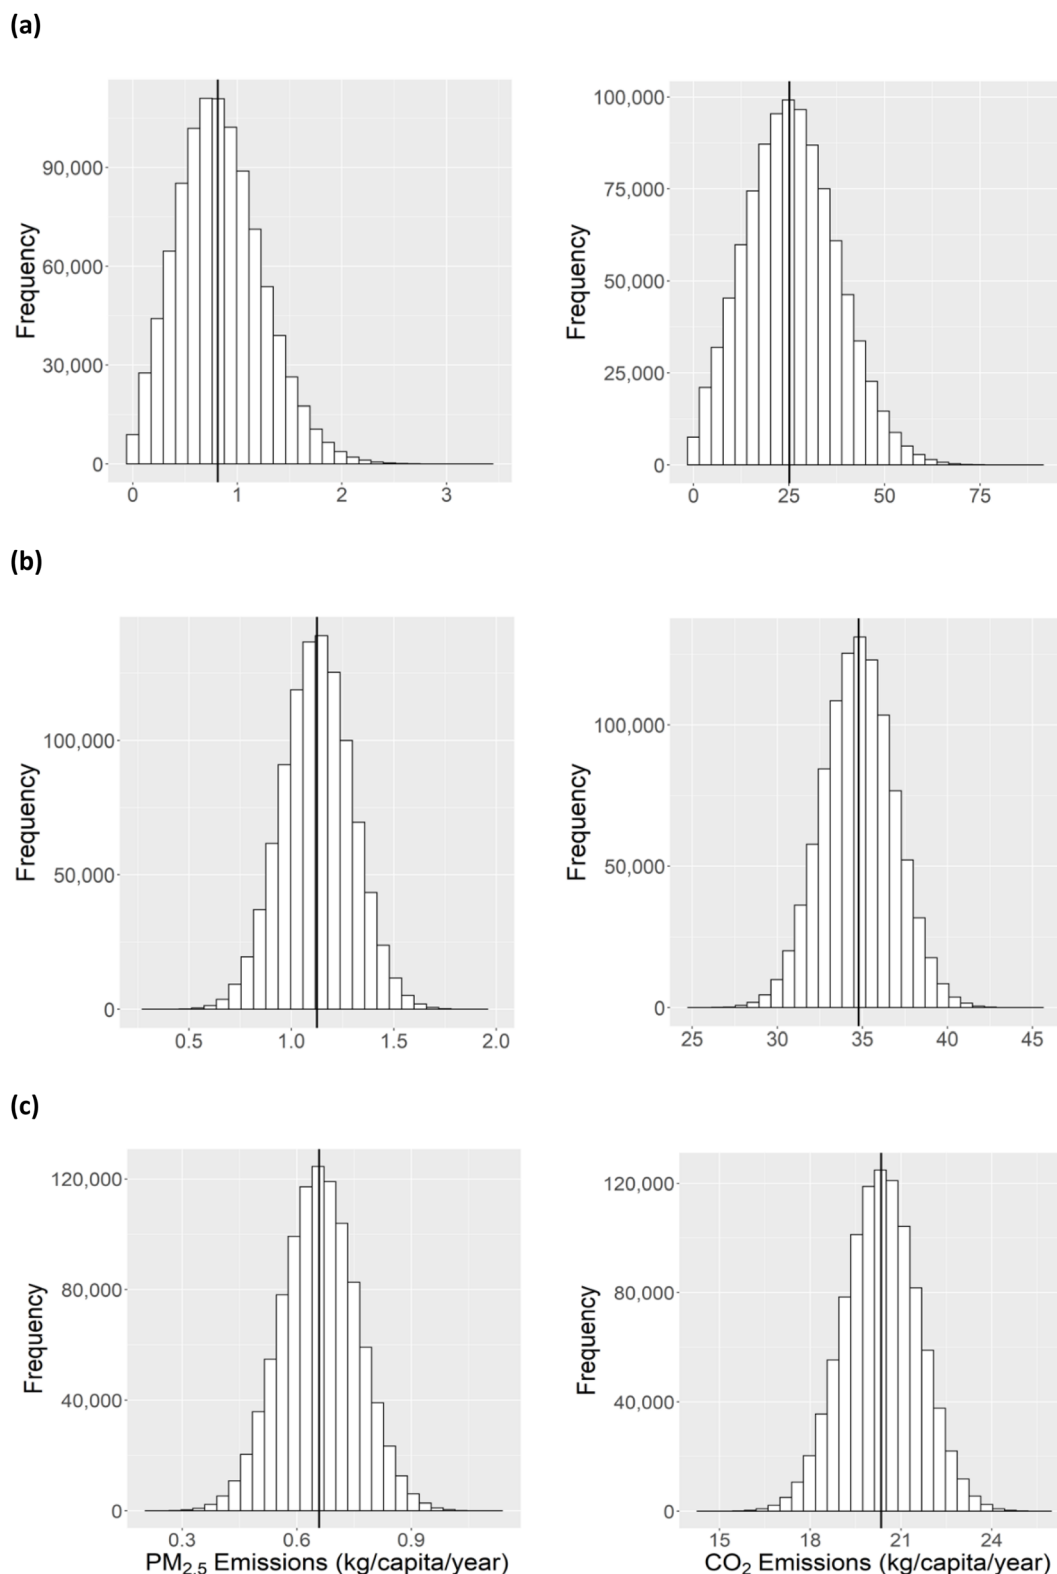 (a)
Frequency
90,000
60,000
30,000
0
0 1 2 3
Frequency
100,000
75,000
50,000
25,000
0
0 25 50 75
(b)
Frequency
100,000
50,000
0
0.5 1.0 1.5 2.0
Frequency
100,000
50,000
0
25 30 35 40 45
(c)
Frequency
120,000
80,000
40,000
0
0.3 0.6 0.9
PM2.5 Emissions (kg/capita/year)
Frequency
120,000
80,000
40,000
0
15 18 21 24
CO2 Emissions (kg/capita/year)